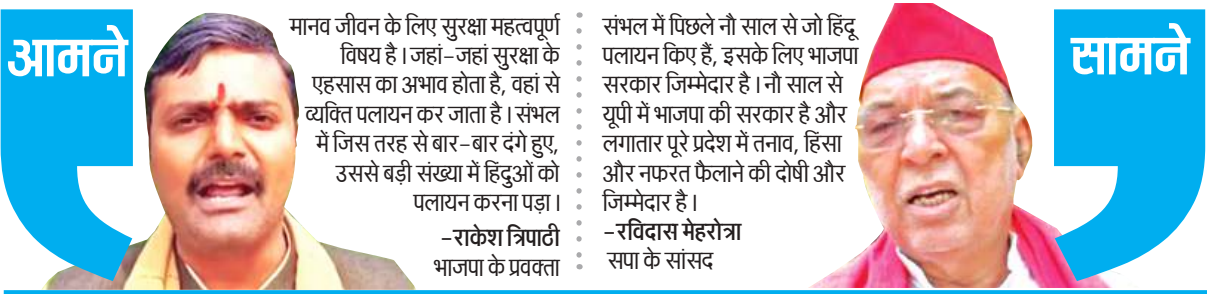 आमने
मानव जीवन के लिए सुरक्षा महत्वपूर्ण
विषय है। जहां-जहां सुरक्षा के
एहसास का अभाव होता है, वहां से
व्यक्ति पलायन कर जाता है। संभल
में जिस तरह से बार-बार दंगे हुए,
उससे बड़ी संख्या में हिंदुओं को
पलायन करना पड़ा।
-राकेश त्रिपाठी
भाजपा के प्रवक्ता
संभल में पिछले नौ साल से जो हिंदू
पलायन किए हैं, इसके लिए भाजपा
सरकार जिम्मेदार है। नौ साल से
यूपी में भाजपा की सरकार है और
लगातार पूरे प्रदेश में तनाव, हिंसा
और नफरत फैलाने की दोषी और
जिम्मेदार है।
-रविदास मेहरोत्रा
सपा के सांसद
सामने